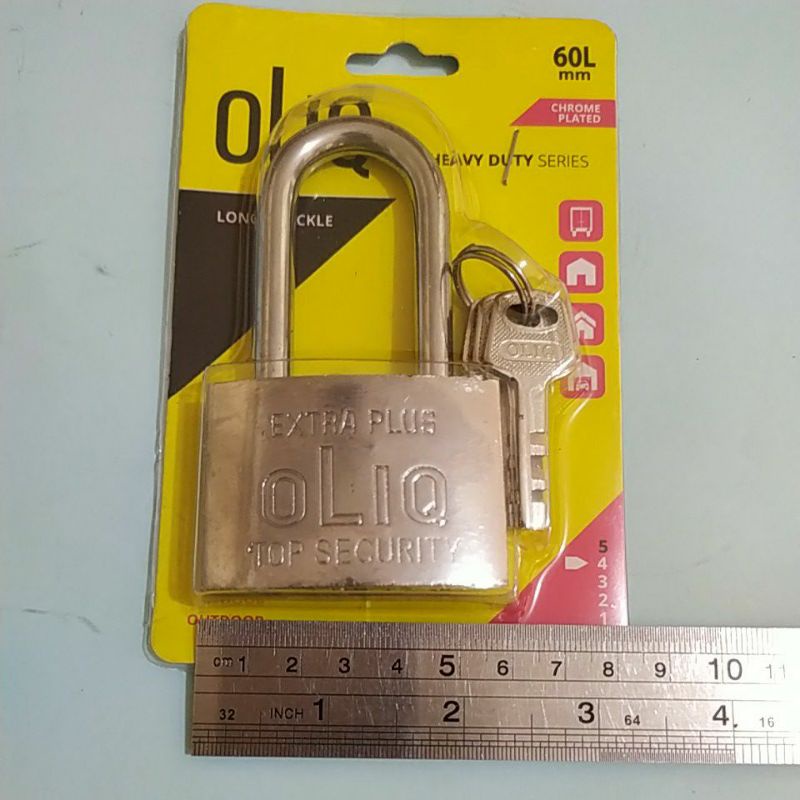 60L
mm
OLIQ
CHROME
PLATED
HEAVY DUTY SERIES
OLIQ
EXTRA PLUS
OLIQ
TOP SECURITY
5
4
3
2
1
OUTDOOR
cm 1 2 3 4 5 6 7 8 9 10 11
32 INCH 1 2 3 64 4 16